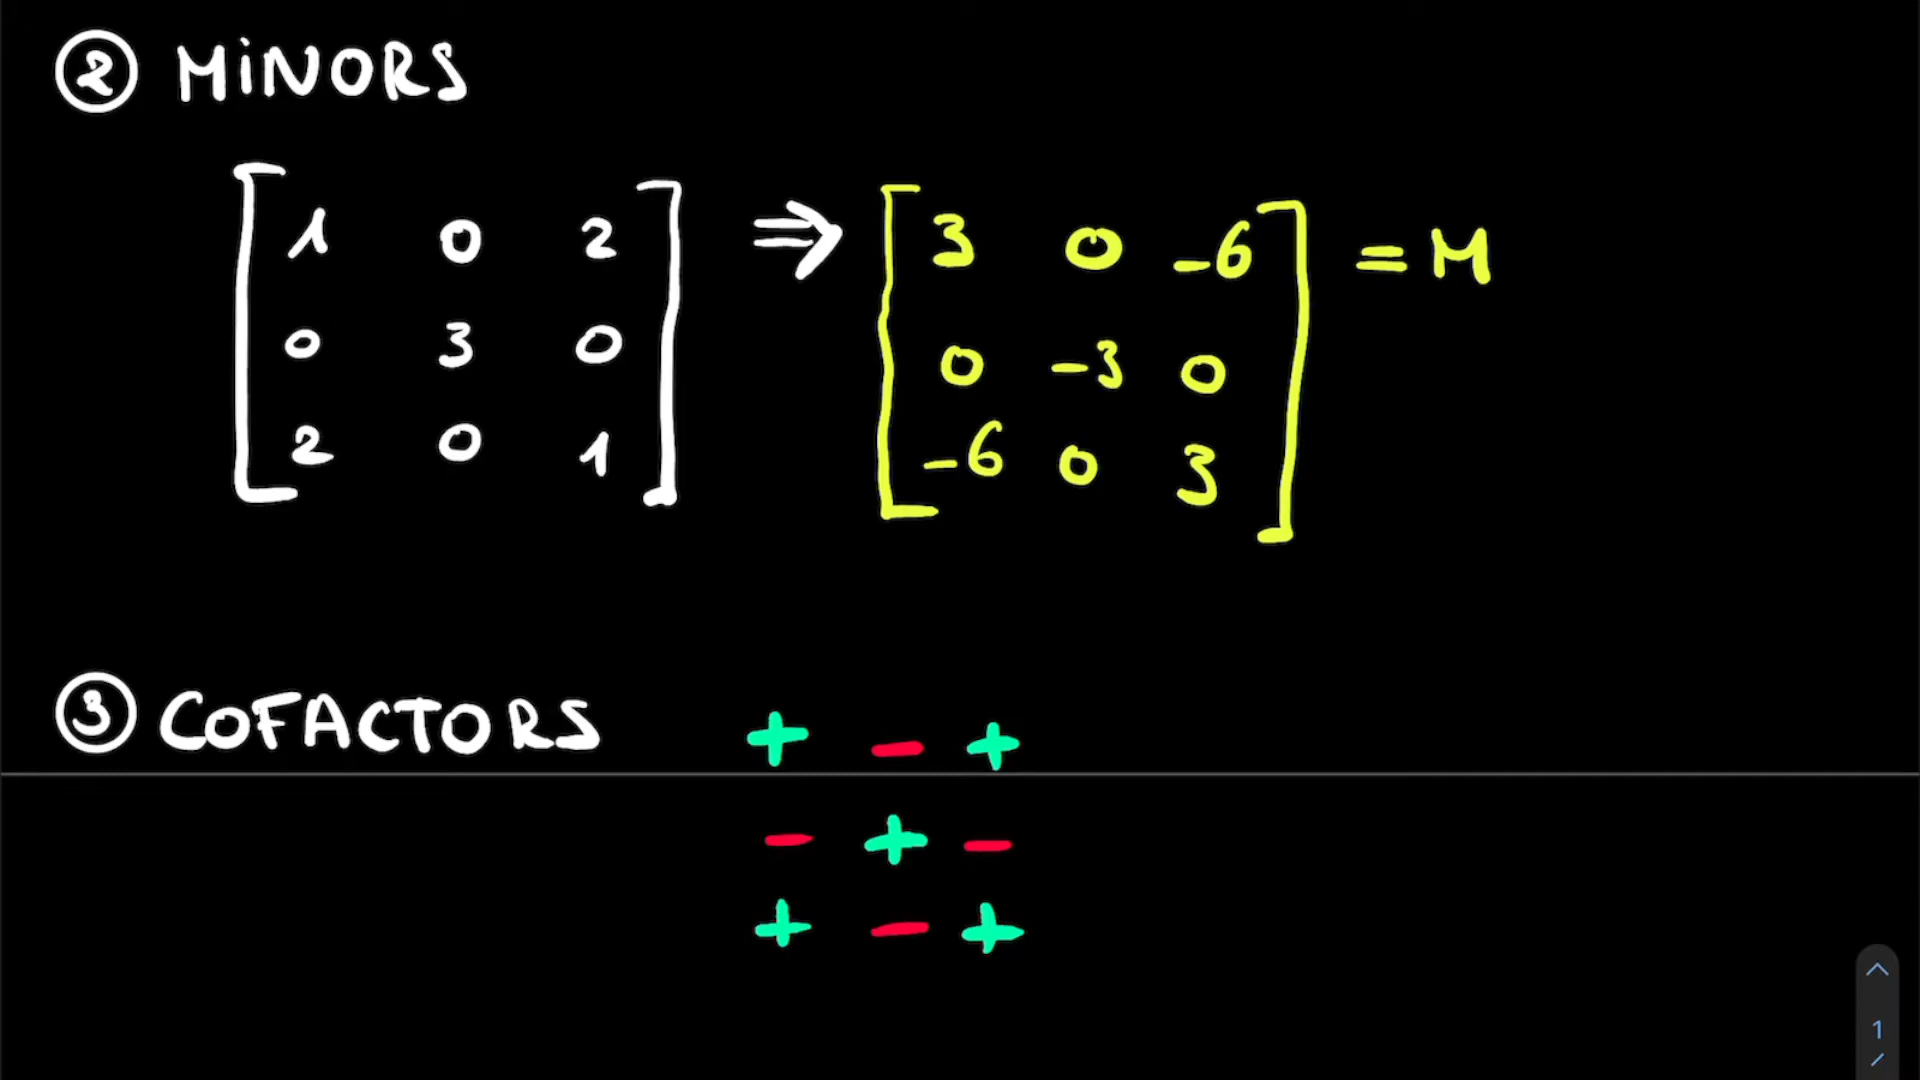 2 MINORS
1 0 2 ⇒ 3 0 -6 = M
0 3 0 0 -3 0
2 0 1 -6 0 3
3 COFACTORS + - +
- + -
+ - +
1
/